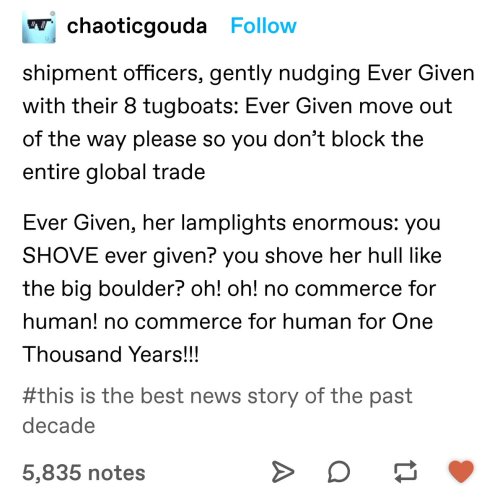 chaoticgouda Follow
shipment officers, gently nudging Ever Given
with their 8 tugboats: Ever Given move out
of the way please so you don’t block the
entire global trade
Ever Given, her lamplights enormous: you
SHOVE ever given? you shove her hull like
the big boulder? oh! oh! no commerce for
human! no commerce for human for One
Thousand Years!!!
#this is the best news story of the past
decade
5,835 notes